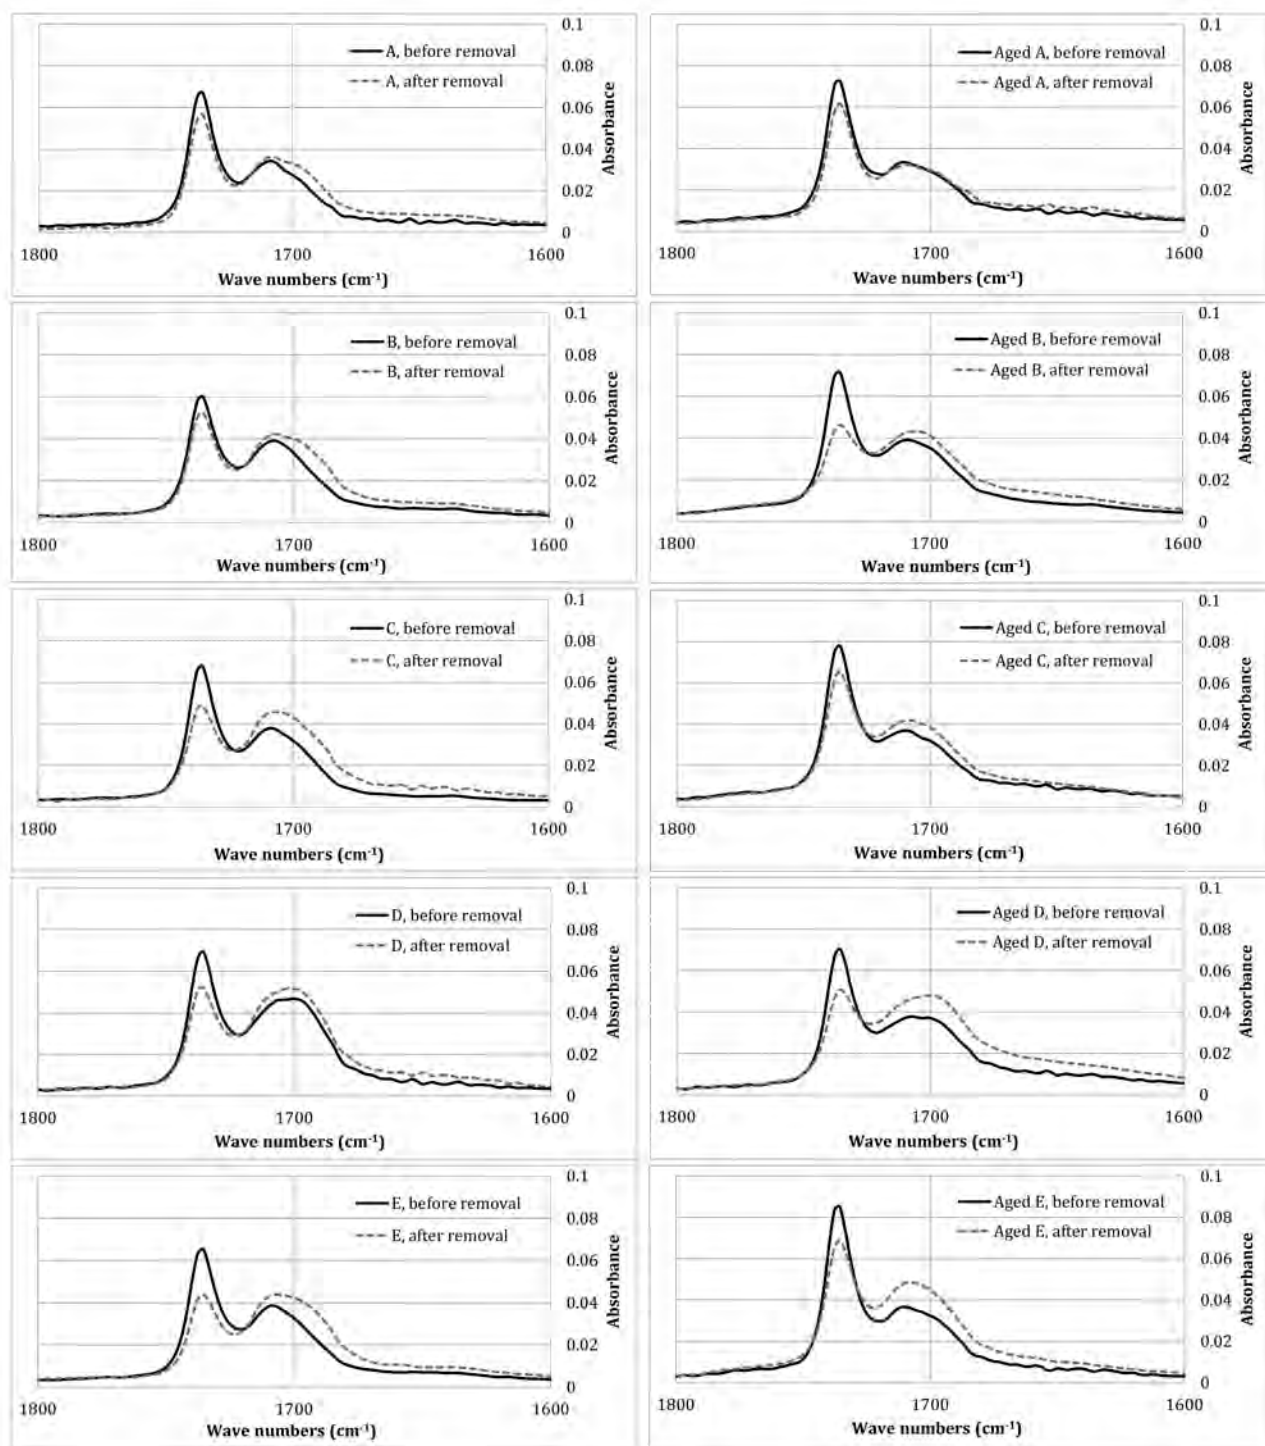 0.1
A, before removal
A, after removal
0.08
0.06
0.04
0.02
0
Absorbance
1800
1700
1600
Wave numbers (cm⁻¹)
0.1
Aged A, before removal
Aged A, after removal
0.08
0.06
0.04
0.02
0
Absorbance
1800
1700
1600
Wave numbers (cm⁻¹)
0.1
B, before removal
B, after removal
0.08
0.06
0.04
0.02
0
Absorbance
1800
1700
1600
Wave numbers (cm⁻¹)
0.1
Aged B, before removal
Aged B, after removal
0.08
0.06
0.04
0.02
0
Absorbance
1800
1700
1600
Wave numbers (cm⁻¹)
0.1
C, before removal
C, after removal
0.08
0.06
0.04
0.02
0
Absorbance
1800
1700
1600
Wave numbers (cm⁻¹)
0.1
Aged C, before removal
Aged C, after removal
0.08
0.06
0.04
0.02
0
Absorbance
1800
1700
1600
Wave numbers (cm⁻¹)
0.1
D, before removal
D, after removal
0.08
0.06
0.04
0.02
0
Absorbance
1800
1700
1600
Wave numbers (cm⁻¹)
0.1
Aged D, before removal
Aged D, after removal
0.08
0.06
0.04
0.02
0
Absorbance
1800
1700
1600
Wave numbers (cm⁻¹)
0.1
E, before removal
E, after removal
0.08
0.06
0.04
0.02
0
Absorbance
1800
1700
1600
Wave numbers (cm⁻¹)
0.1
Aged E, before removal
Aged E, after removal
0.08
0.06
0.04
0.02
0
Absorbance
1800
1700
1600
Wave numbers (cm⁻¹)